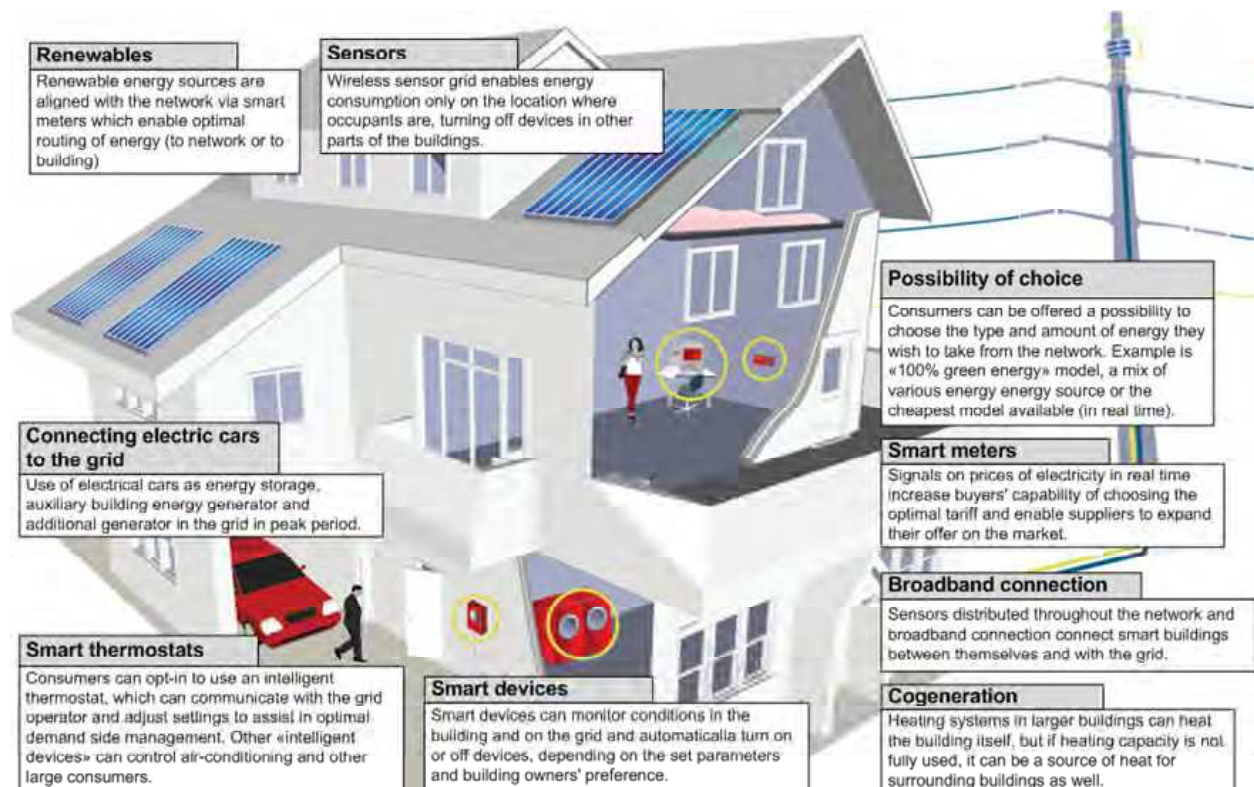 Renewables
Renewable energy sources are
aligned with the network via smart
meters which enable optimal
routing of energy (to network or to
building)
Sensors
Wireless sensor grid enables energy
consumption only on the location where
occupants are, turning off devices in other
parts of the buildings.
Possibility of choice
Consumers can be offered a possibility to
choose the type and amount of energy they
wish to take from the network. Example is
«100% green energy» model, a mix of
various energy energy source or the
cheapest model available (in real time).
Connecting electric cars
to the grid
Use of electrical cars as energy storage,
auxiliary building energy generator and
additional generator in the grid in peak period.
Smart meters
Signals on prices of electricity in real time
increase buyers' capability of choosing the
optimal tariff and enable suppliers to expand
their offer on the market.
Broadband connection
Sensors distributed throughout the network and
broadband connection connect smart buildings
between themselves and with the grid.
Smart thermostats
Consumers can opt-in to use an intelligent
thermostat, which can communicate with the grid
operator and adjust settings to assist in optimal
demand side management. Other «intelligent
devices» can control air-conditioning and other
large consumers.
Smart devices
Smart devices can monitor conditions in the
building and on the grid and automaticalla turn on
or off devices, depending on the set parameters
and building owners' preference.
Cogeneration
Heating systems in larger buildings can heat
the building itself, but if heating capacity is not
fully used, it can be a source of heat for
surrounding buildings as well.